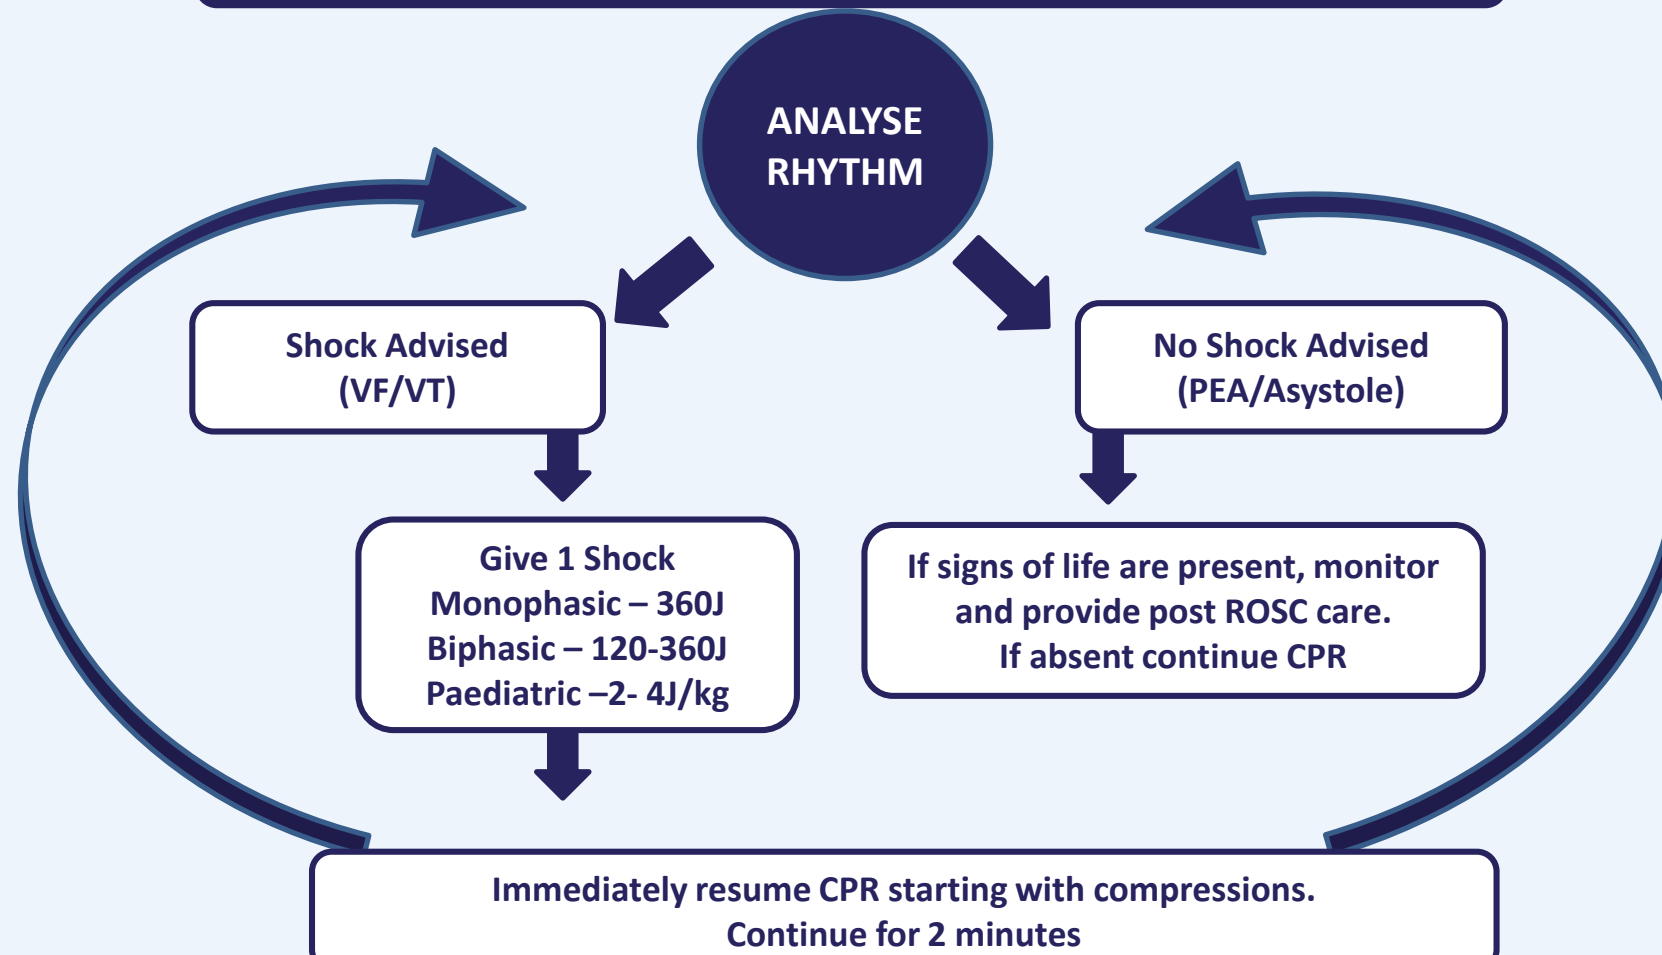 ANALYSE
RHYTHM
Shock Advised
(VF/VT)
No Shock Advised
(PEA/Asystole)
Give 1 Shock
Monophasic – 360J
Biphasic – 120-360J
Paediatric –2- 4J/kg
If signs of life are present, monitor
and provide post ROSC care.
If absent continue CPR
Immediately resume CPR starting with compressions.
Continue for 2 minutes